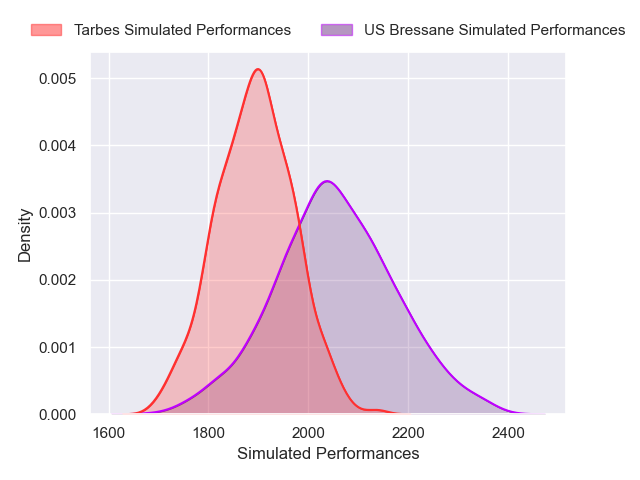 Tarbes Simulated Performances US Bressane Simulated Performances
0.005
0.004
0.003
0.002
0.001
0.000
Density
1600 1800 2000 2200 2400
Simulated Performances